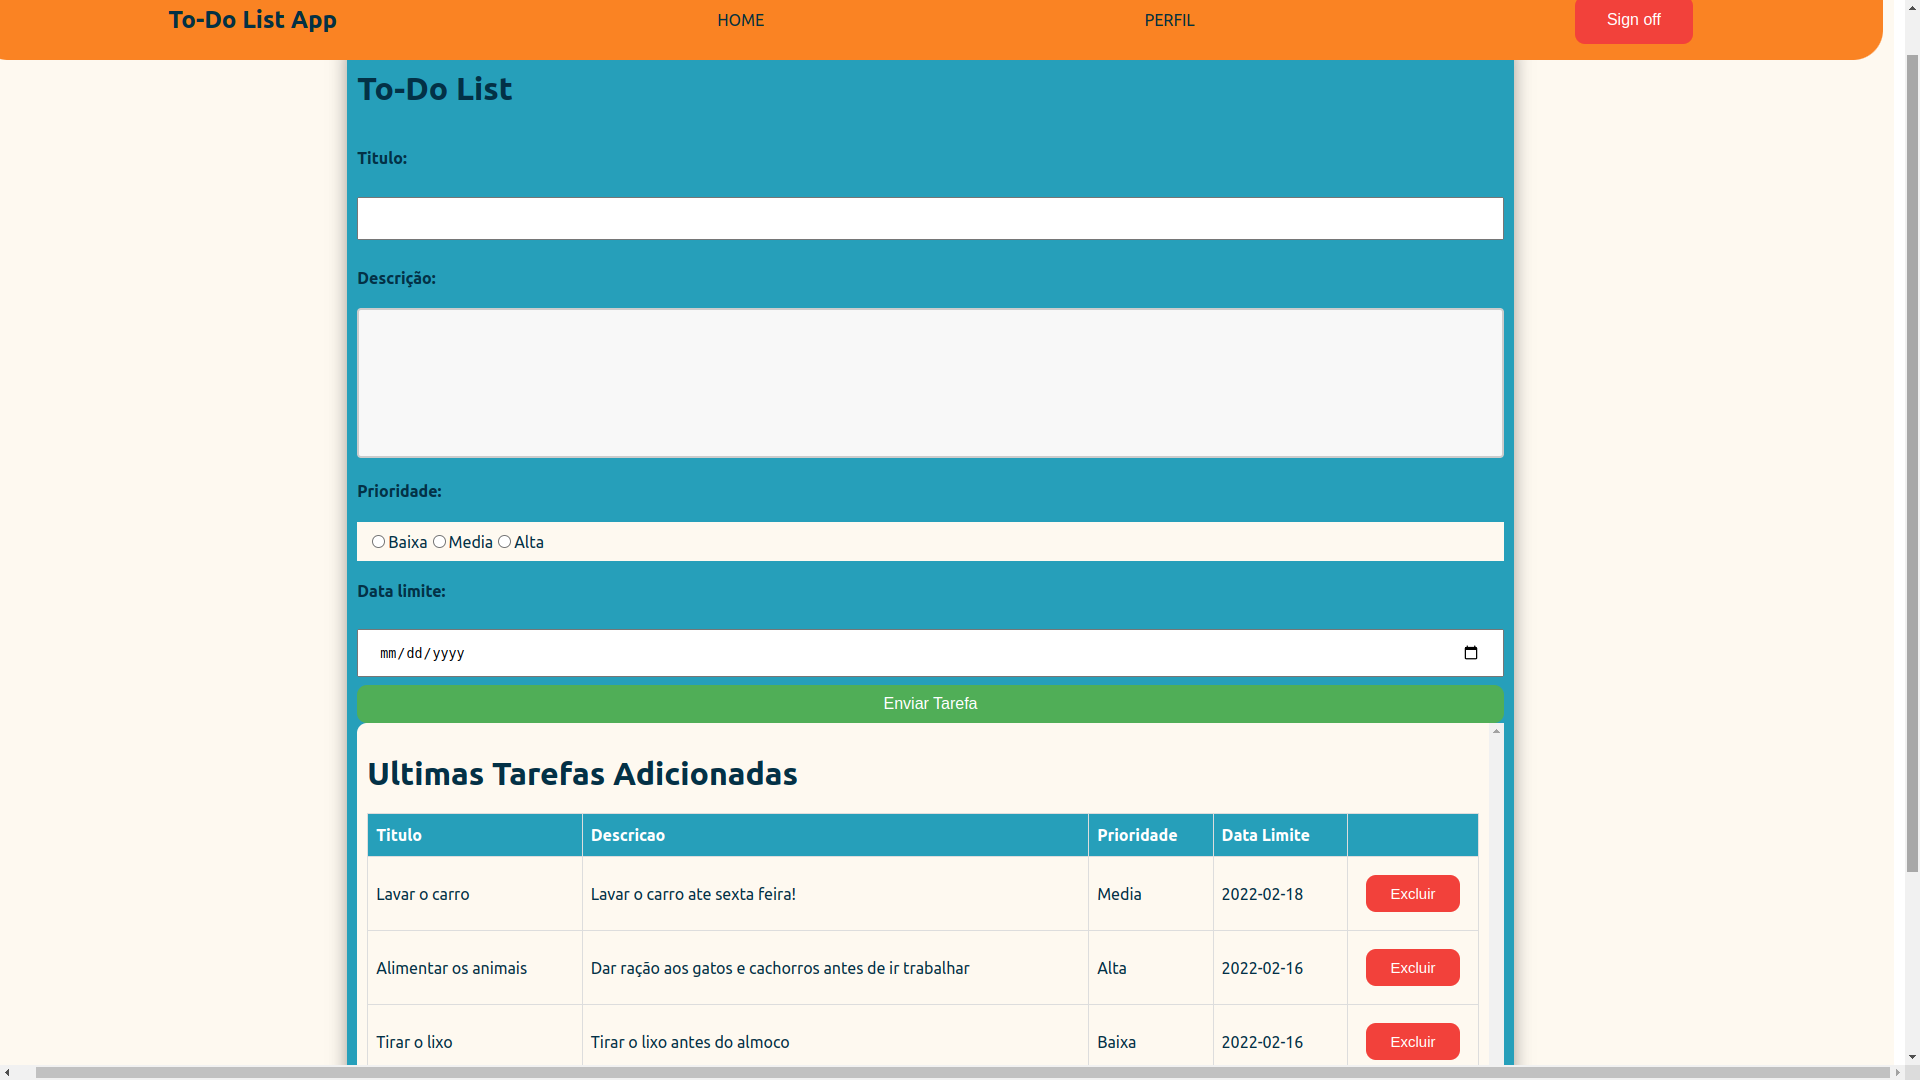 To-Do List App HOME PERFIL Sign off
To-Do List
Titulo:
Descrição:
Prioridade:
Baixa Media Alta
Data limite:
mm/dd/yyyy
Enviar Tarefa
Ultimas Tarefas Adicionadas
Titulo Descricao Prioridade Data Limite
Lavar o carro Lavar o carro ate sexta feira! Media 2022-02-18 Excluir
Alimentar os animais Dar ração aos gatos e cachorros antes de ir trabalhar Alta 2022-02-16 Excluir
Tirar o lixo Tirar o lixo antes do almoco Baixa 2022-02-16 Excluir